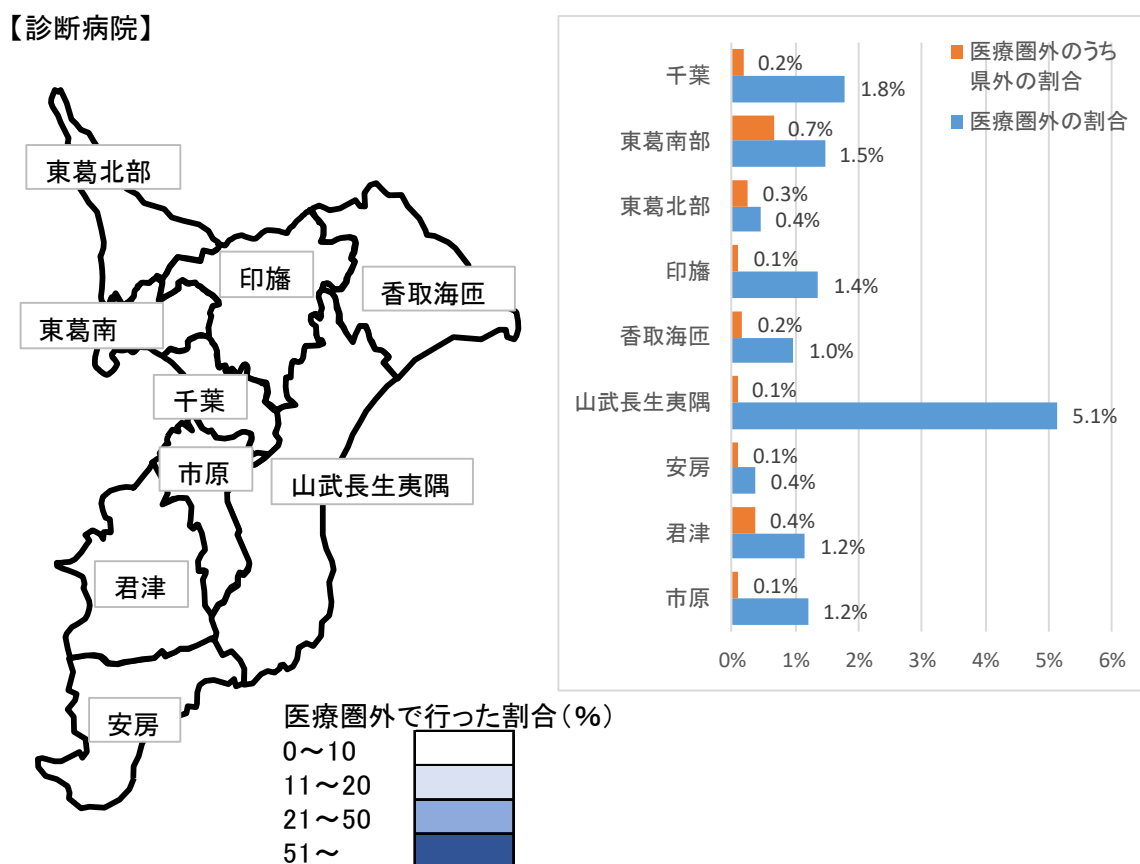 【診断病院】
東葛北部
印旛
香取海匝
東葛南
千葉
市原
山武長生夷隅
君津
安房
医療圏外で行った割合(%)
0～10
11～20
21～50
51～
医療圏外のうち
県外の割合
医療圏外の割合
千葉
0.2%
1.8%
東葛南部
0.7%
1.5%
東葛北部
0.3%
0.4%
印旛
0.1%
1.4%
香取海匝
0.2%
1.0%
山武長生夷隅
0.1%
5.1%
安房
0.1%
0.4%
君津
0.4%
1.2%
市原
0.1%
1.2%
0% 1% 2% 3% 4% 5% 6%